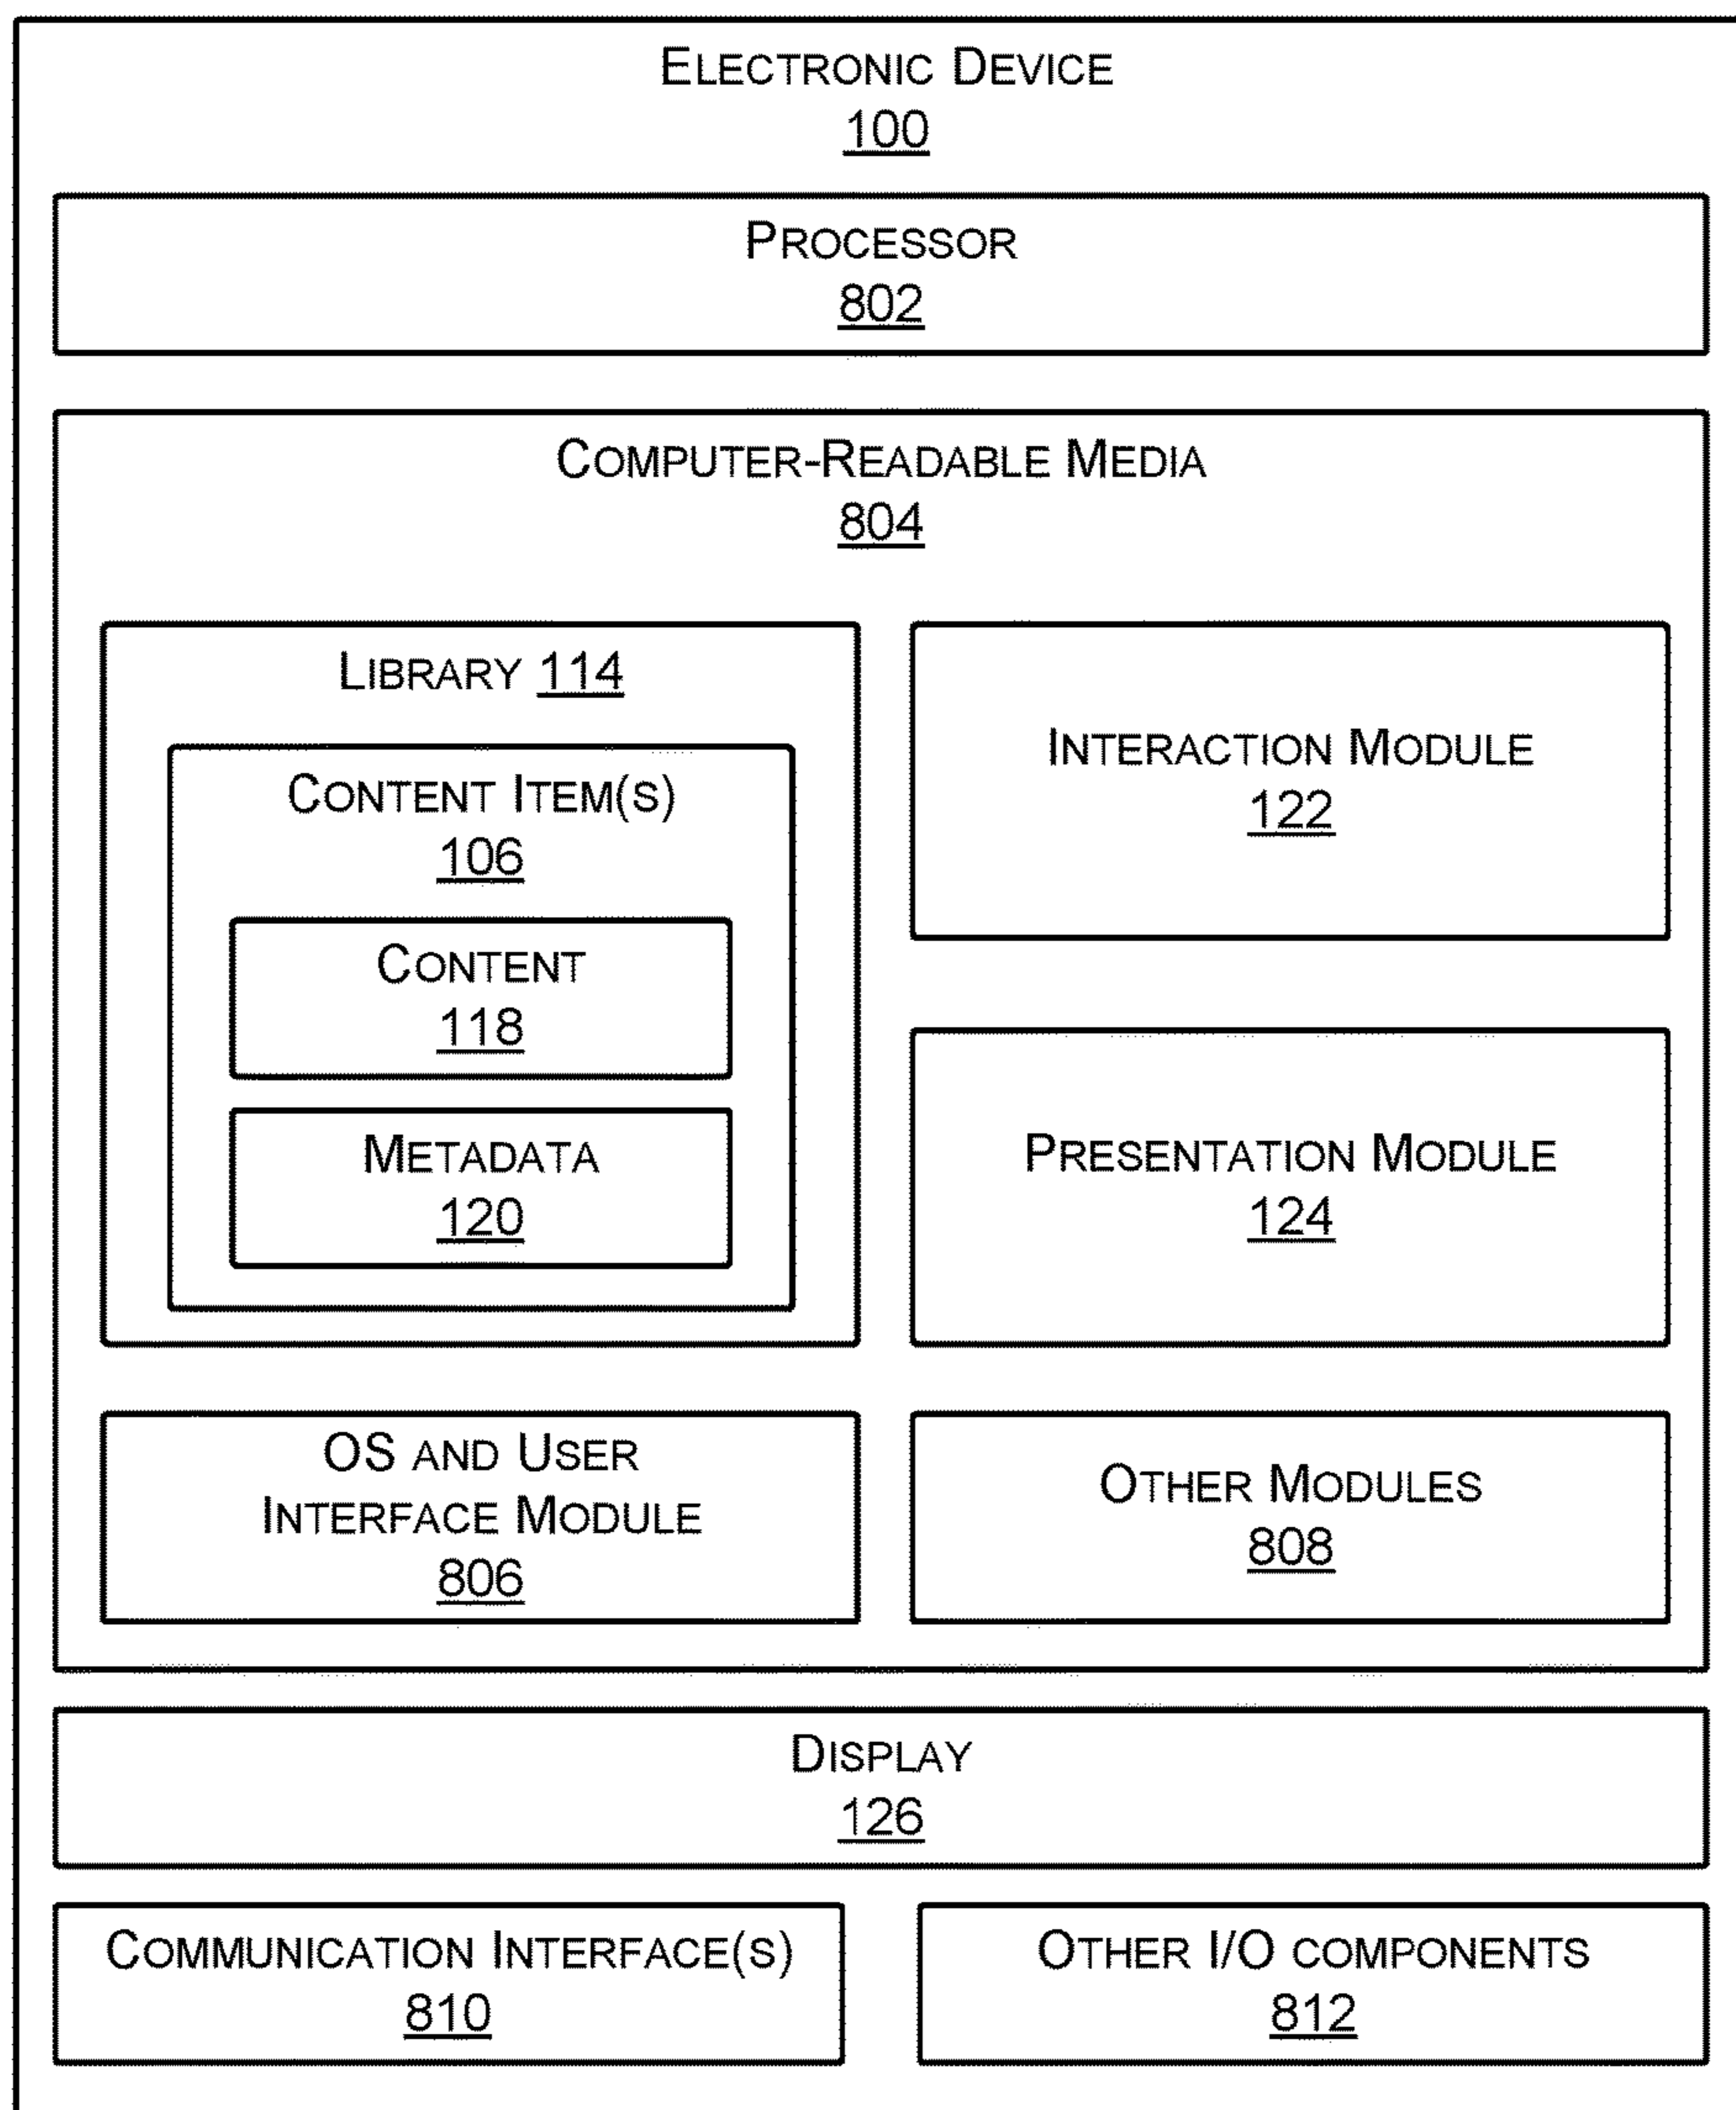 ELECTRONIC DEVICE
100
PROCESSOR
802
COMPUTER-READABLE MEDIA
804
LIBRARY 114
CONTENT ITEM(S)
106
CONTENT
118
METADATA
120
INTERACTION MODULE
122
PRESENTATION MODULE
124
OS AND USER
INTERFACE MODULE
806
OTHER MODULES
808
DISPLAY
126
COMMUNICATION INTERFACE(S)
810
OTHER I/O COMPONENTS
812